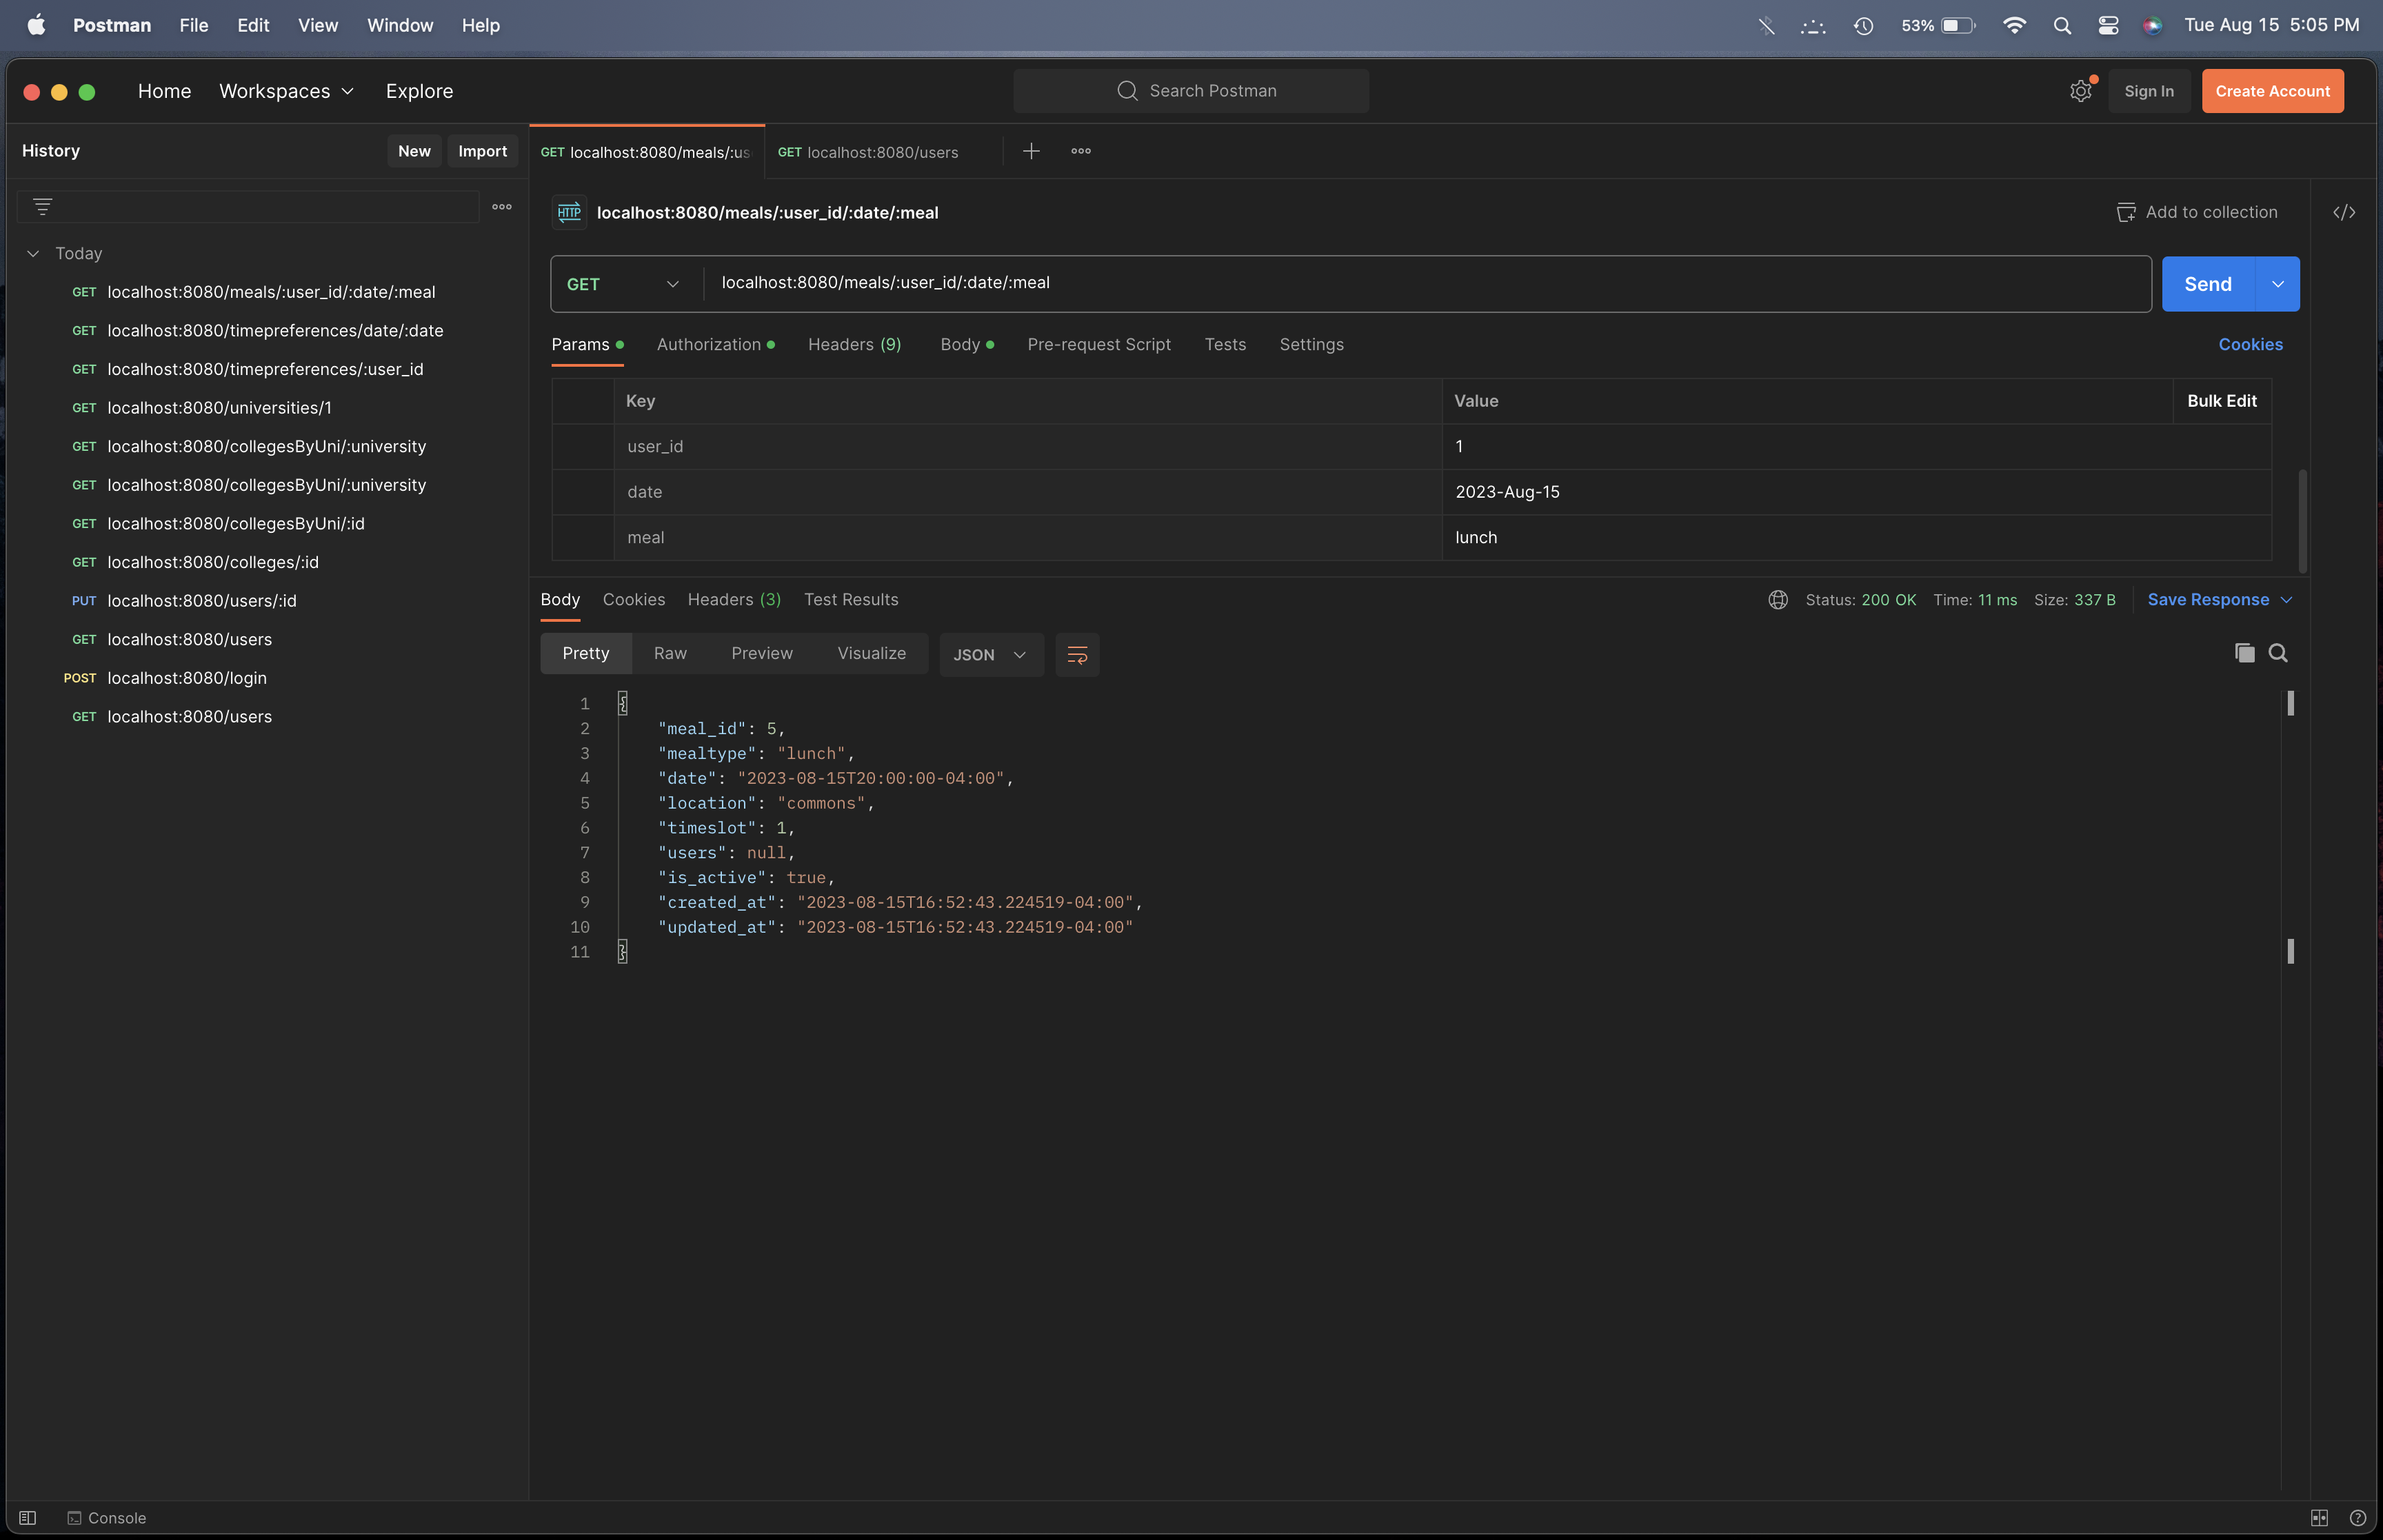 Postman File Edit View Window Help 53% Tue Aug 15 5:05 PM
Home Workspaces Explore Search Postman Sign In Create Account
History New Import
GET localhost:8080/meals/:us GET localhost:8080/users
HTTP localhost:8080/meals/:user_id/:date/:meal Add to collection </>
Today
GET localhost:8080/meals/:user_id/:date/:meal
GET localhost:8080/timepreferences/date/:date
GET localhost:8080/timepreferences/:user_id
GET localhost:8080/universities/1
GET localhost:8080/collegesByUni/:university
GET localhost:8080/collegesByUni/:university
GET localhost:8080/collegesByUni/:id
GET localhost:8080/colleges/:id
PUT localhost:8080/users/:id
GET localhost:8080/users
POST localhost:8080/login
GET localhost:8080/users
GET localhost:8080/meals/:user_id/:date/:meal Send
Params Authorization Headers (9) Body Pre-request Script Tests Settings Cookies
Key Value Bulk Edit
user_id 1
date 2023-Aug-15
meal lunch
Body Cookies Headers (3) Test Results Status: 200 OK Time: 11 ms Size: 337 B Save Response
Pretty Raw Preview Visualize JSON
1 {
2 "meal_id": 5,
3 "mealtype": "lunch",
4 "date": "2023-08-15T20:00:00-04:00",
5 "location": "commons",
6 "timeslot": 1,
7 "users": null,
8 "is_active": true,
9 "created_at": "2023-08-15T16:52:43.224519-04:00",
10 "updated_at": "2023-08-15T16:52:43.224519-04:00"
11 }
Console